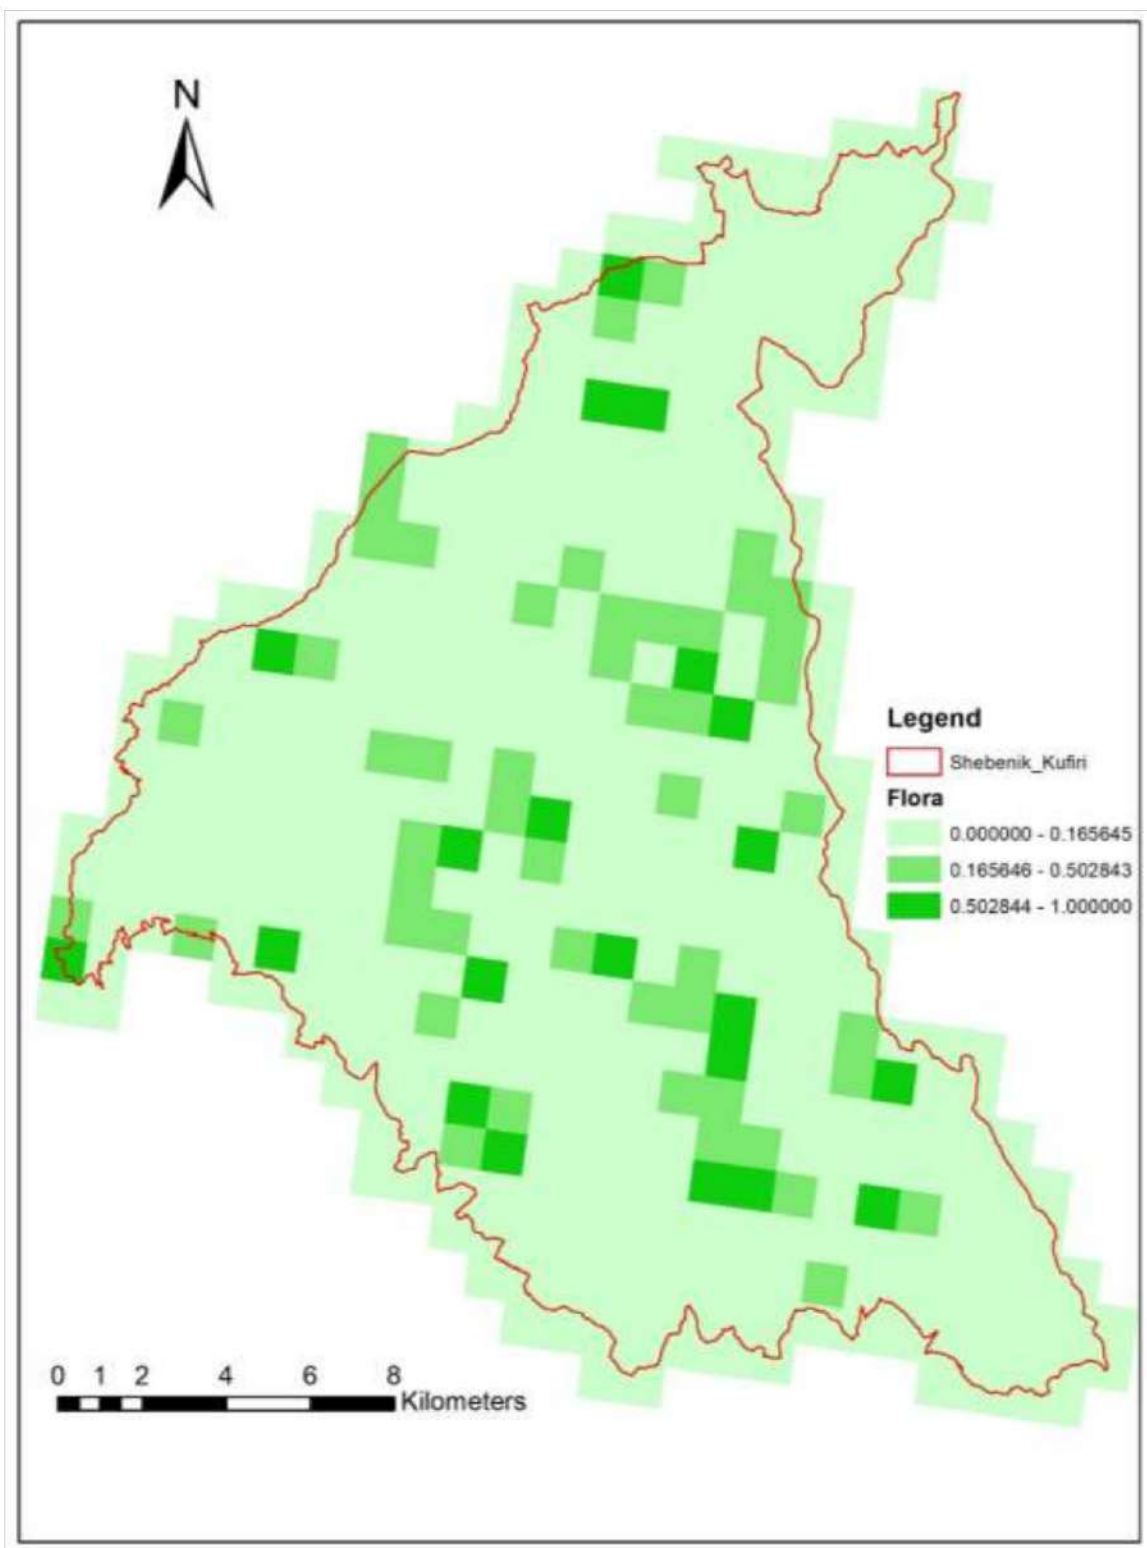 N
Legend
Shebenik_Kufiri
Flora
0.000000 - 0.165645
0.165646 - 0.502843
0.502844 - 1.000000
0 1 2 4 6 8
Kilometers